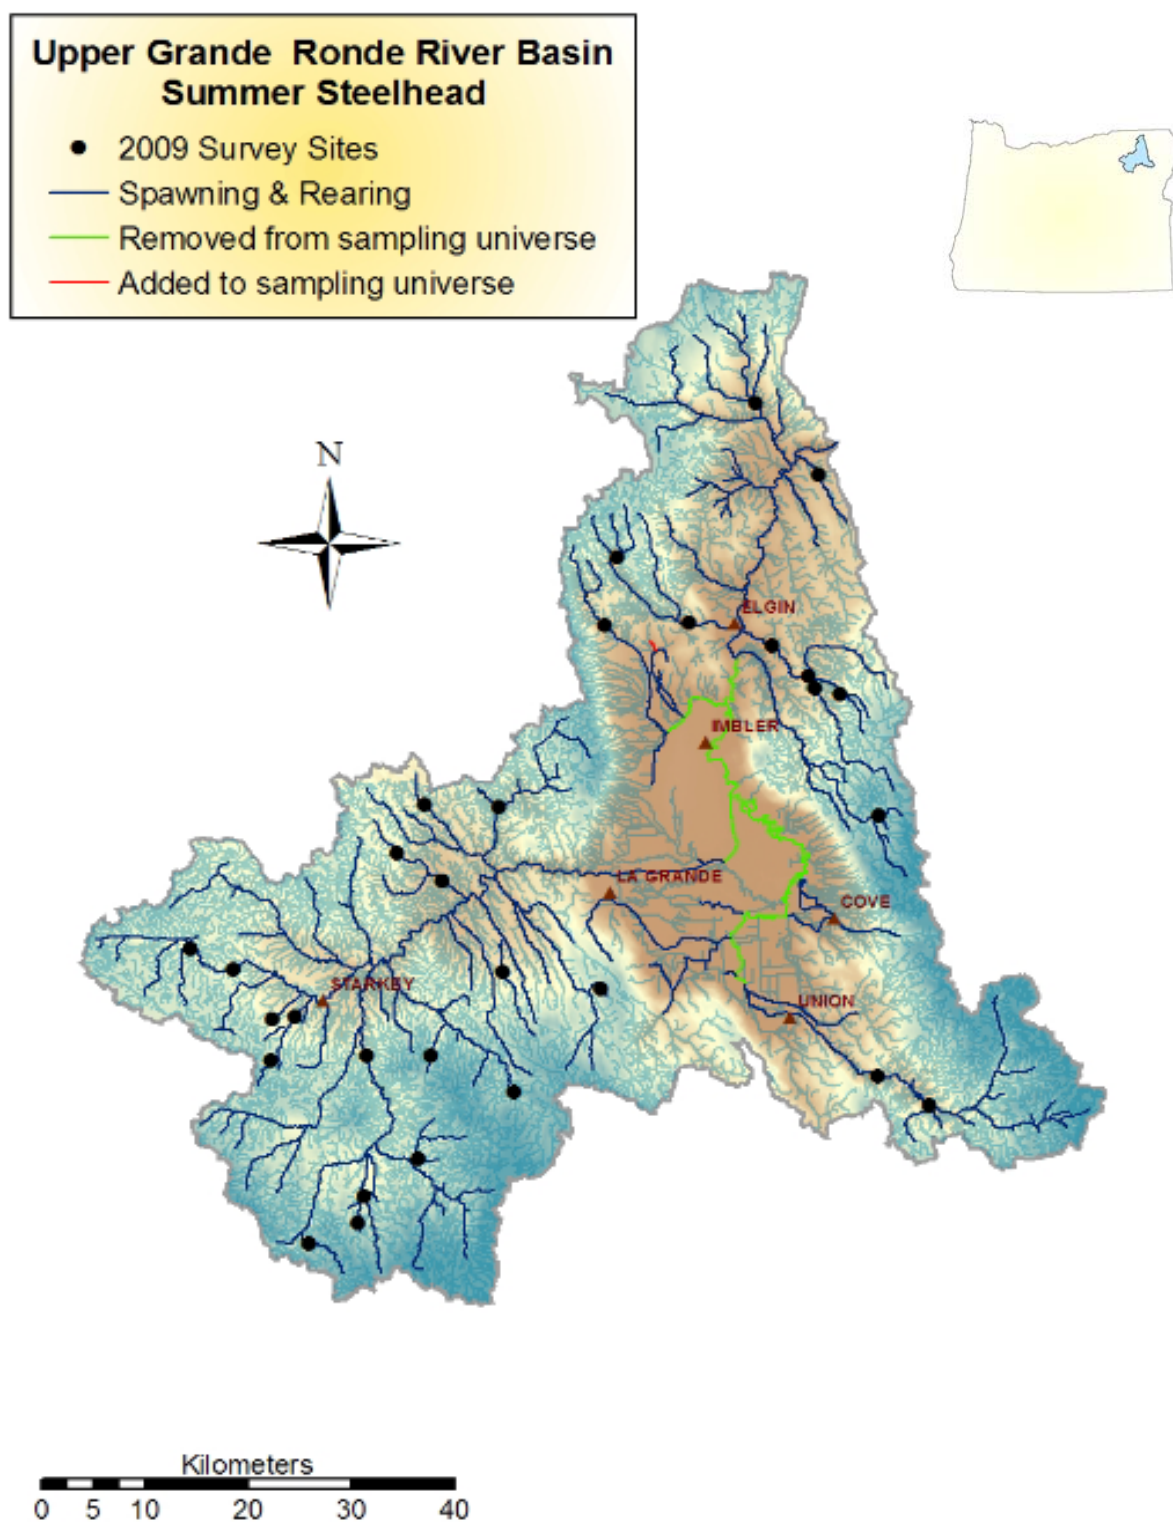 Upper Grande Ronde River Basin
Summer Steelhead
2009 Survey Sites
Spawning & Rearing
Removed from sampling universe
Added to sampling universe
N
ELGIN
IMBLER
LA GRANDE
COVE
STARKEY
UNION
Kilometers
0 5 10 20 30 40